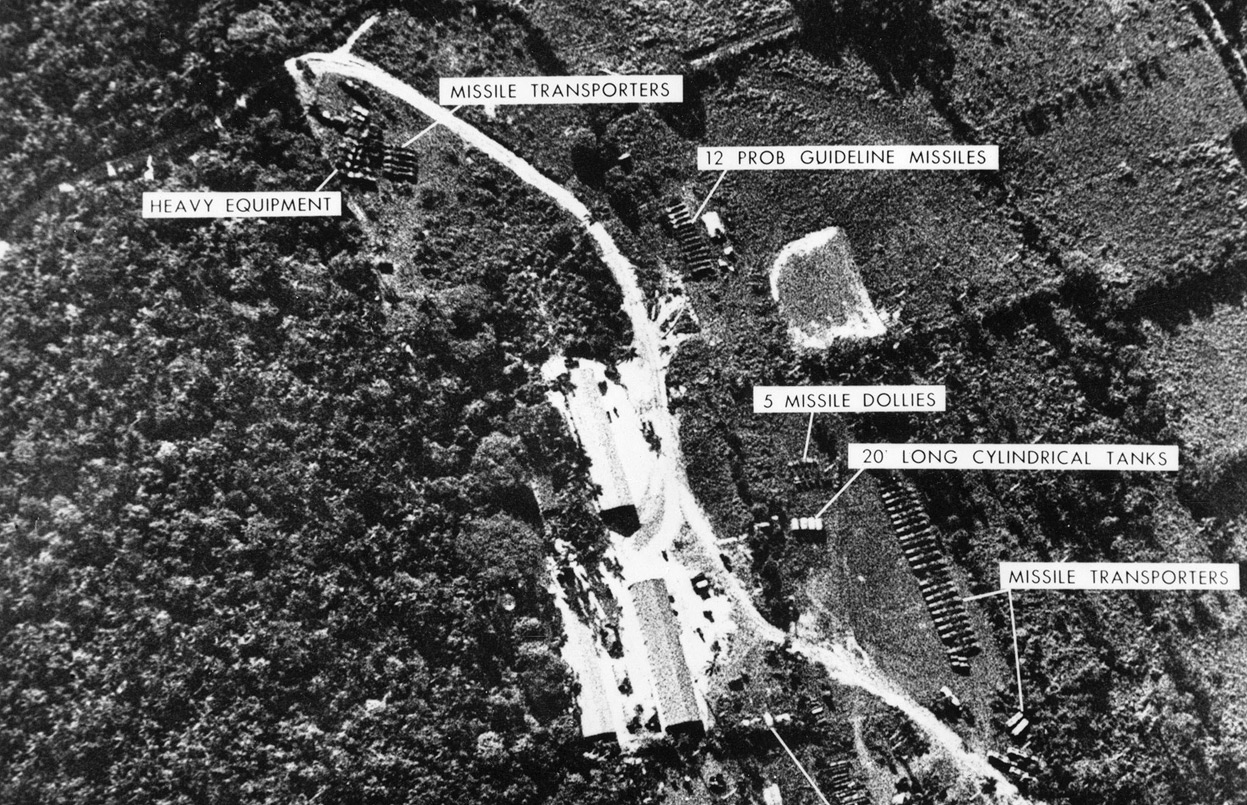 MISSILE TRANSPORTERS
12 PROB GUIDELINE MISSILES
HEAVY EQUIPMENT
5 MISSILE DOLLIES
20' LONG CYLINDRICAL TANKS
MISSILE TRANSPORTERS